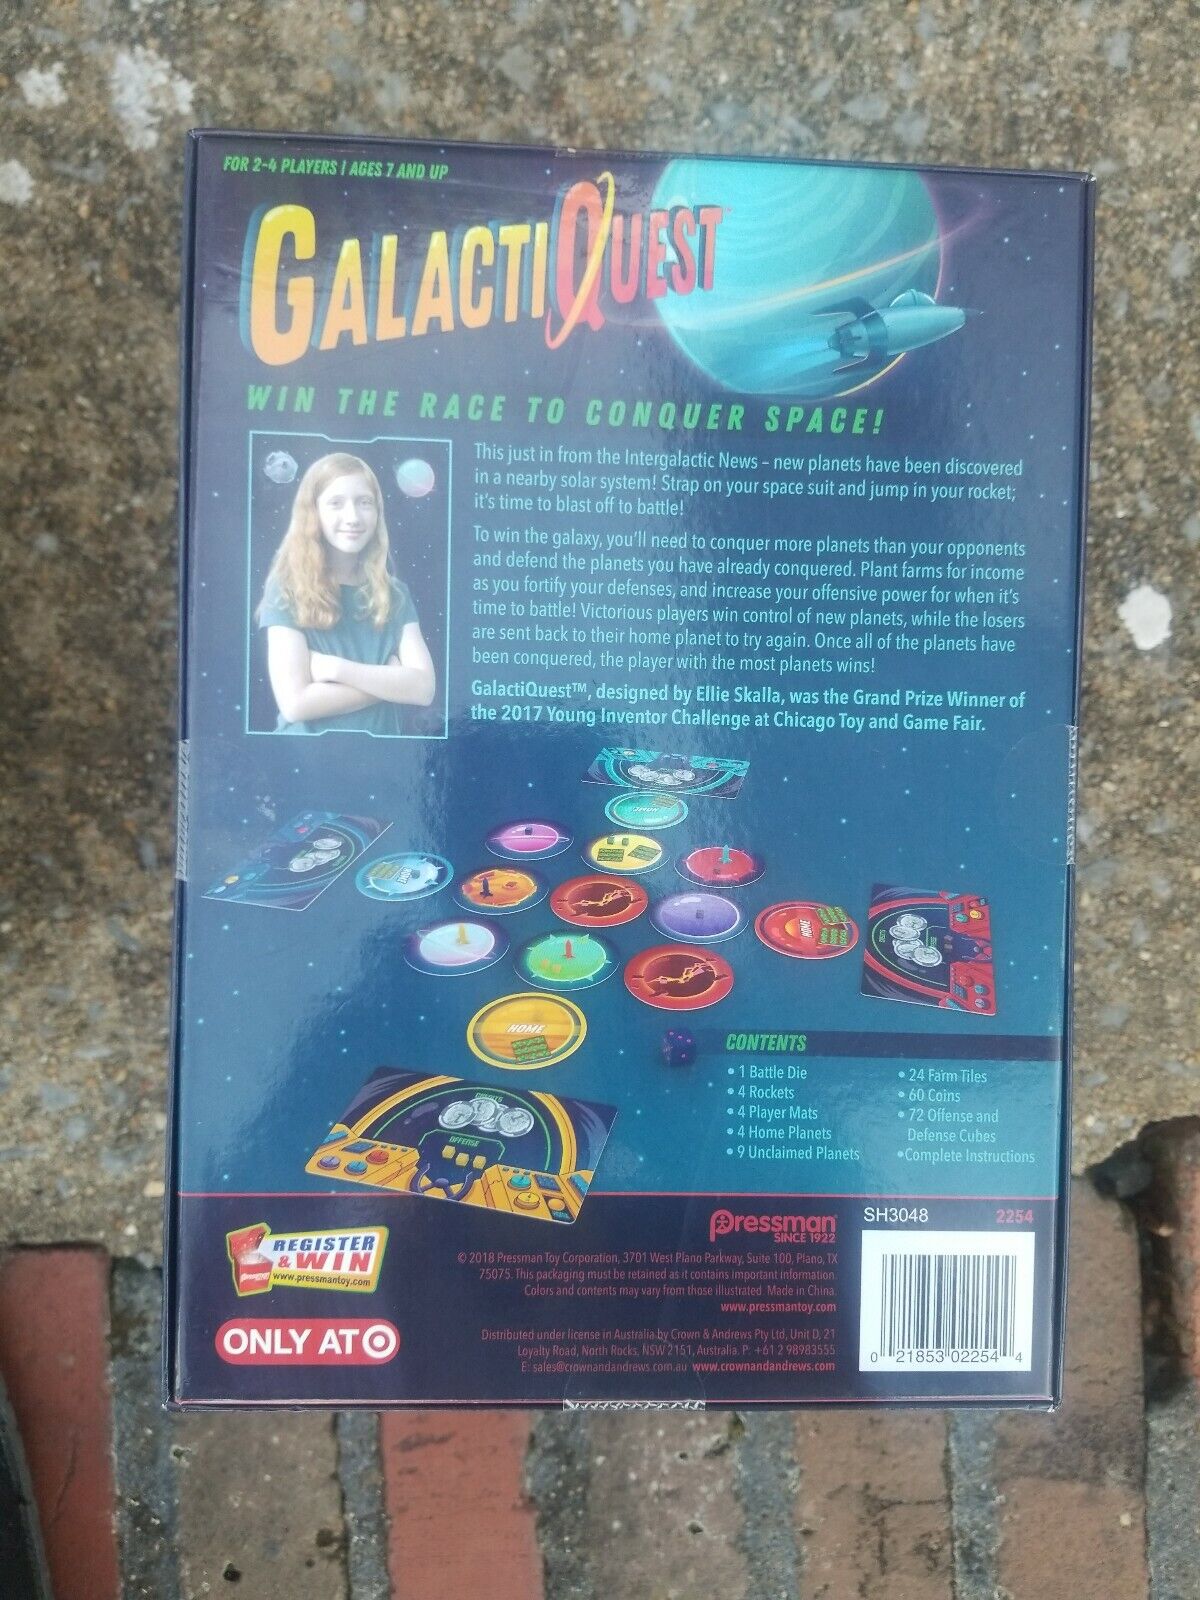 FOR 2-4 PLAYERS | AGES 7 AND UP
GALACTIQUEST™
WIN THE RACE TO CONQUER SPACE!
This just in from the Intergalactic News – new planets have been discovered
in a nearby solar system! Strap on your space suit and jump in your rocket;
it's time to blast off to battle!
To win the galaxy, you'll need to conquer more planets than your opponents
and defend the planets you have already conquered. Plant farms for income
as you fortify your defenses, and increase your offensive power for when it's
time to battle! Victorious players win control of new planets, while the losers
are sent back to their home planet to try again. Once all of the planets have
been conquered, the player with the most planets wins!
GalactiQuest™, designed by Ellie Skalla, was the Grand Prize Winner of
the 2017 Young Inventor Challenge at Chicago Toy and Game Fair.
HOME
HOME
HOME
HOME
CREDITS
OFFENSE
CONTENTS
• 1 Battle Die
• 4 Rockets
• 4 Player Mats
• 4 Home Planets
• 9 Unclaimed Planets
• 24 Farm Tiles
• 60 Coins
• 72 Offense and
Defense Cubes
•Complete Instructions
REGISTER
& WIN
www.pressmantoy.com
ONLY AT
Pressman®
SINCE 1922
© 2018 Pressman Toy Corporation, 3701 West Plano Parkway, Suite 100, Plano, TX
75075. This packaging must be retained as it contains important information.
Colors and contents may vary from those illustrated. Made in China.
www.pressmantoy.com
Distributed under license in Australia by Crown & Andrews Pty Ltd, Unit D, 21
Loyalty Road, North Rocks, NSW 2151, Australia. P: +61 2 98983555
E: sales@crownandandrews.com.au www.crownandandrews.com
SH3048
2254
0 21853 02254 4